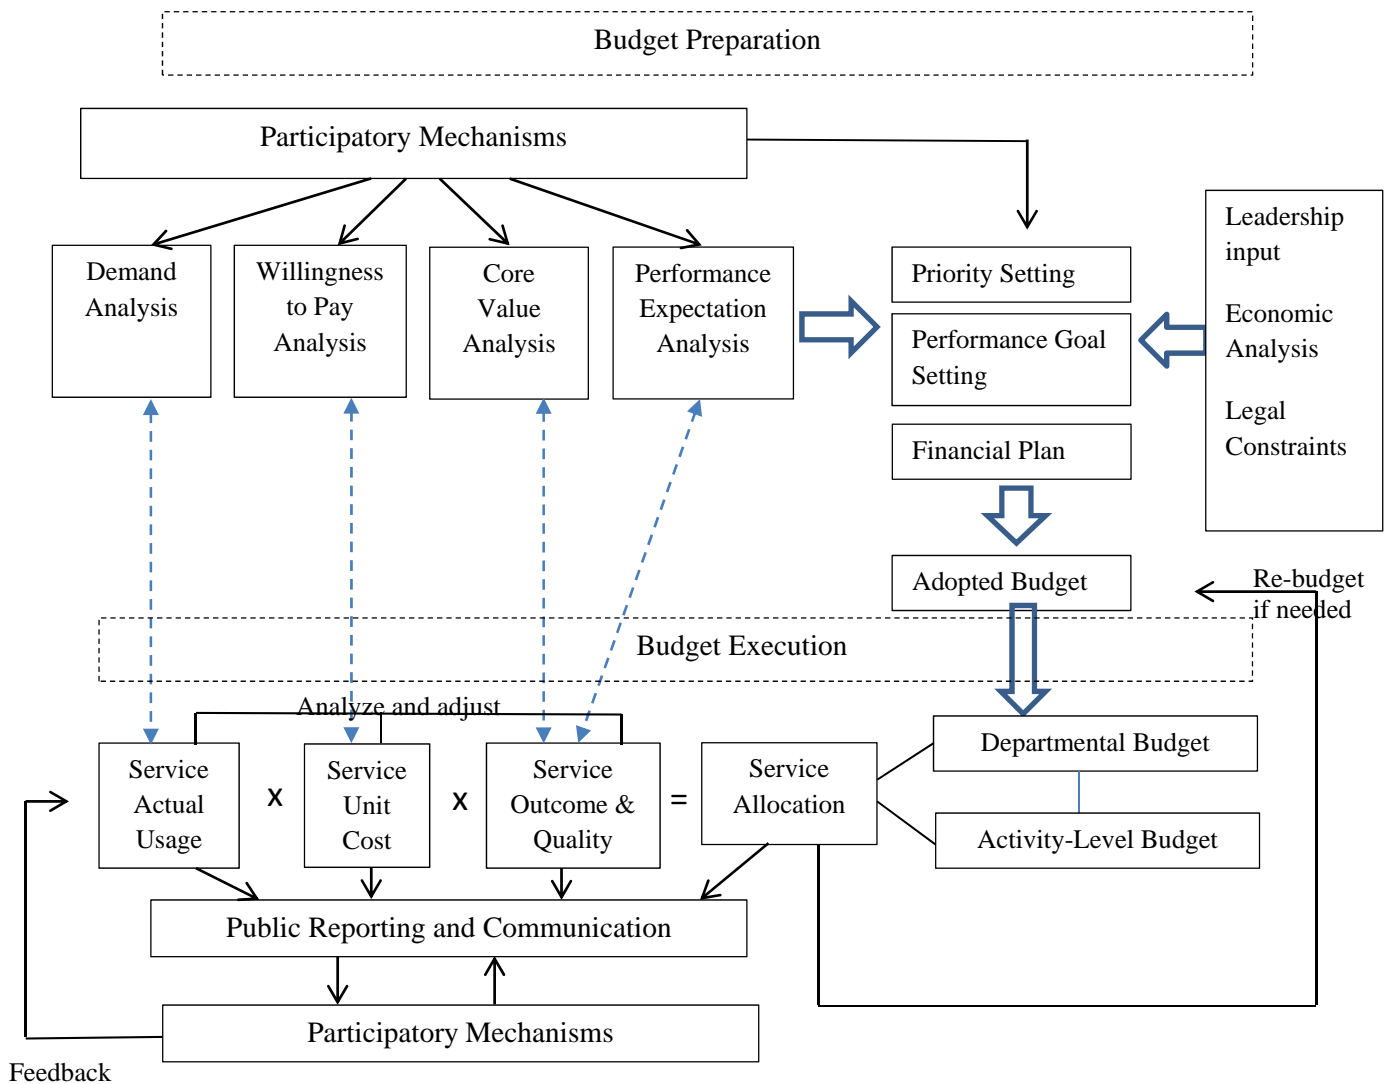 Budget Preparation
Participatory Mechanisms
Demand
Analysis
Willingness
to Pay
Analysis
Core
Value
Analysis
Performance
Expectation
Analysis
Priority Setting
Performance Goal
Setting
Financial Plan
Adopted Budget
Leadership
input
Economic
Analysis
Legal
Constraints
Re-budget
if needed
Budget Execution
Analyze and adjust
Service
Actual
Usage
x
Service
Unit
Cost
x
Service
Outcome &
Quality
=
Service
Allocation
Departmental Budget
Activity-Level Budget
Public Reporting and Communication
Participatory Mechanisms
Feedback